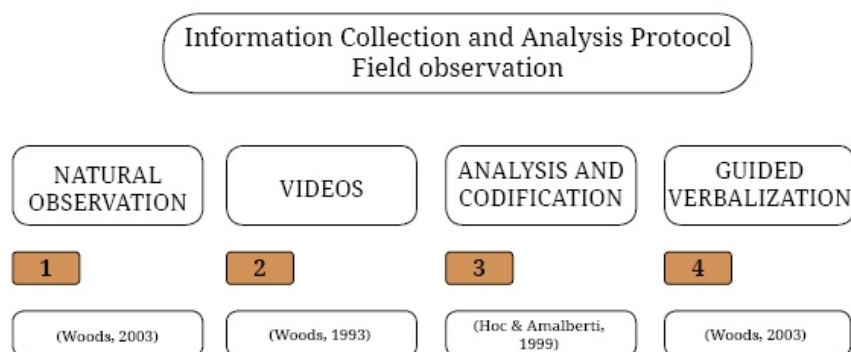 Information Collection and Analysis Protocol
Field observation
NATURAL
OBSERVATION
VIDEOS
ANALYSIS AND
CODIFICATION
GUIDED
VERBALIZATION
1
2
3
4
(Woods, 2003)
(Woods, 1993)
(Hoc & Amalberti,
1999)
(Woods, 2003)